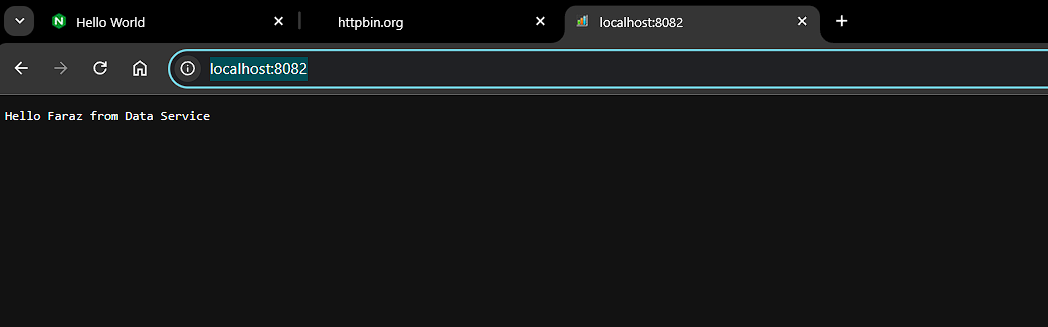 Hello World
httpbin.org
localhost:8082
localhost:8082
Hello Faraz from Data Service